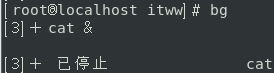 [root@localhost itww]# bg
[3]+ cat &
[3]+  已停止                  cat